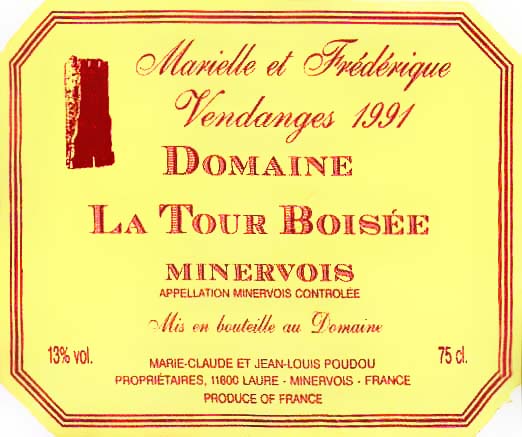 Marielle et Frédérique
Vendanges 1991
DOMAINE
LA TOUR BOISÉE
MINERVOIS
APPELLATION MINERVOIS CONTROLÉE
Mis en bouteille au Domaine
13% vol.
75 cl.
MARIE-CLAUDE ET JEAN-LOUIS POUDOU
PROPRIÉTAIRES, 11600 LAURE - MINERVOIS - FRANCE
PRODUCE OF FRANCE